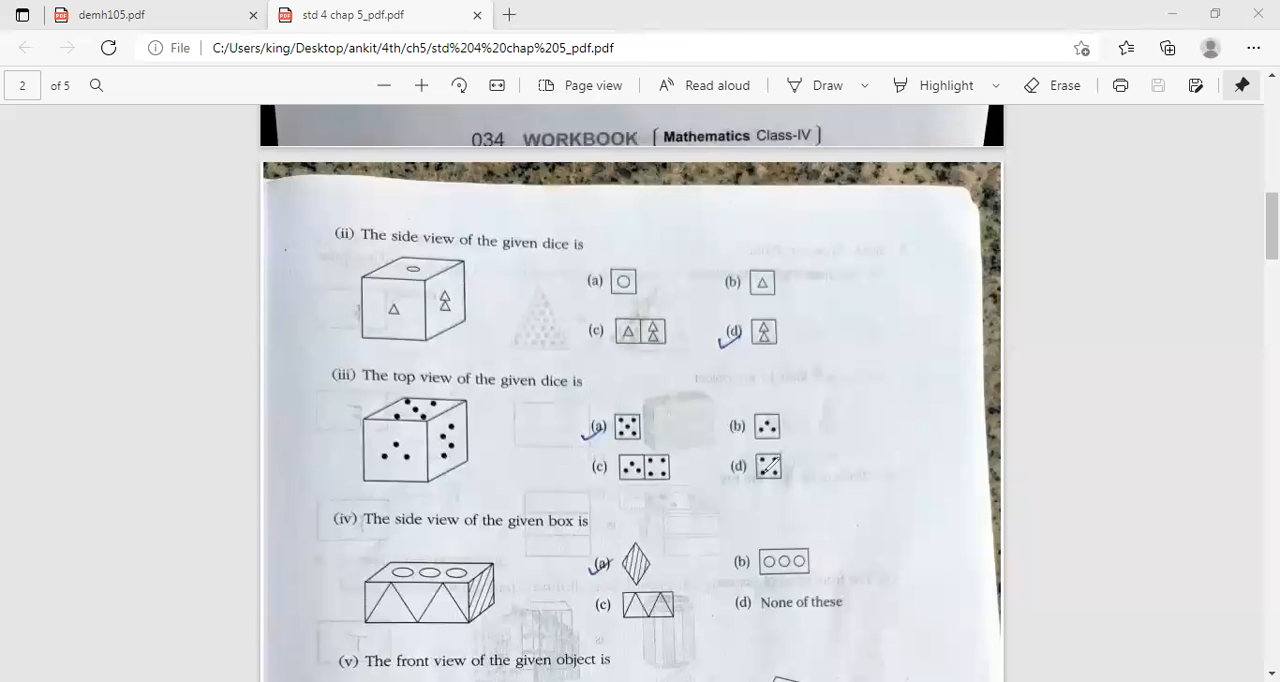 demh105.pdf
std 4 chap 5_pdf.pdf
File
C:/Users/king/Desktop/ankit/4th/ch5/std%204%20chap%205_pdf.pdf
2 of 5
Page view
Read aloud
Draw
Highlight
Erase
034 WORKBOOK [ Mathematics Class-IV ]
(ii) The side view of the given dice is
(a)
(b)
(c)
(d)
(iii) The top view of the given dice is
(a)
(b)
(c)
(d)
(iv) The side view of the given box is
(a)
(b)
(c)
(d) None of these
(v) The front view of the given object is